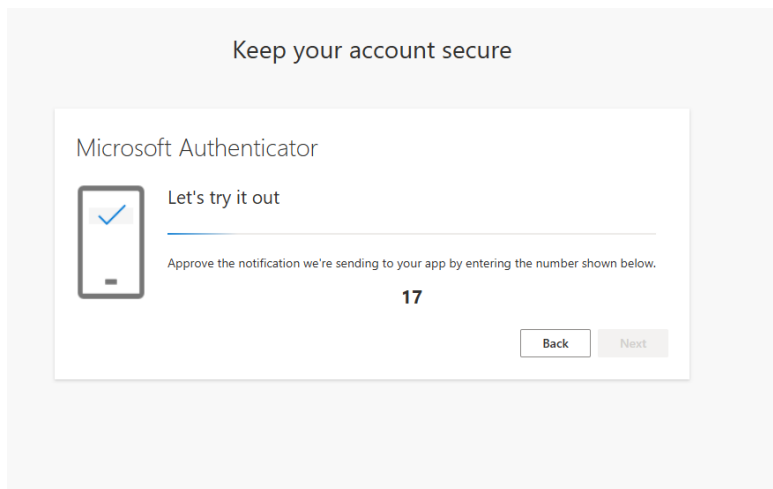 Keep your account secure
Microsoft Authenticator
Let's try it out
Approve the notification we're sending to your app by entering the number shown below.
17
Back
Next